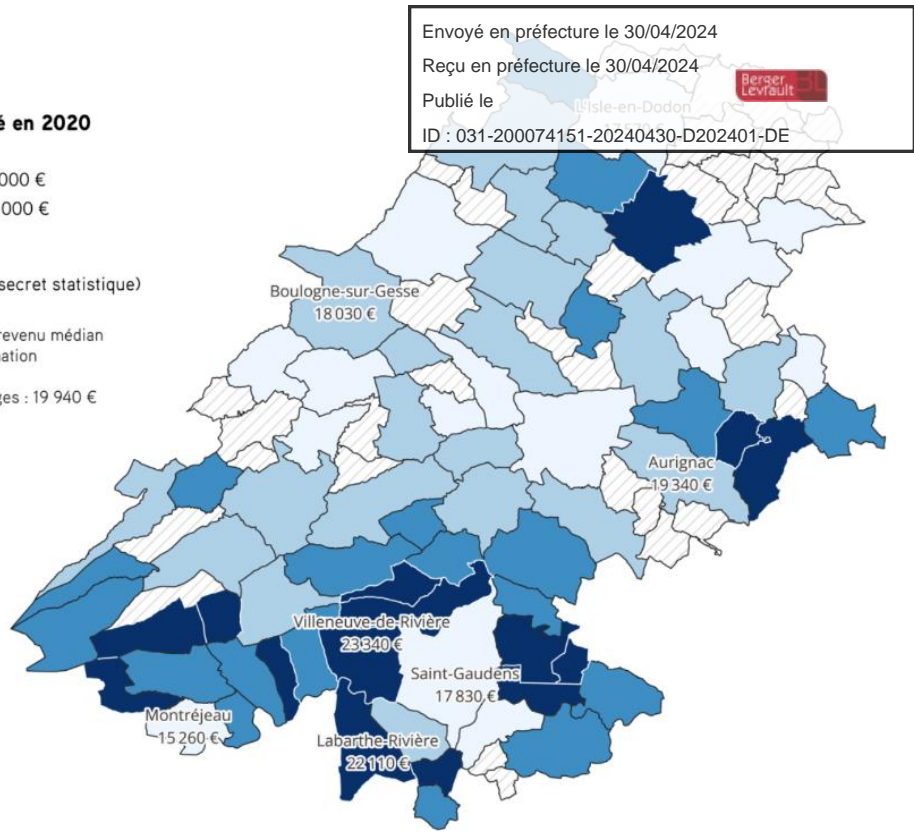 Envoyé en préfecture le 30/04/2024
Reçu en préfecture le 30/04/2024
Publié le
Berger
Levrault
ID : 031-200074151-20240430-D202401-DE
L'Isle-en-Dodon
é en 2020
000 €
000 €
secret statistique)
revenu médian
ation
ges : 19 940 €
Boulogne-sur-Gesse
18 030 €
Aurignac
19 340 €
Villeneuve-de-Rivière
23 340 €
Saint-Gaudens
17 830 €
Montréjeau
15 260 €
Labarthe-Rivière
22 110 €